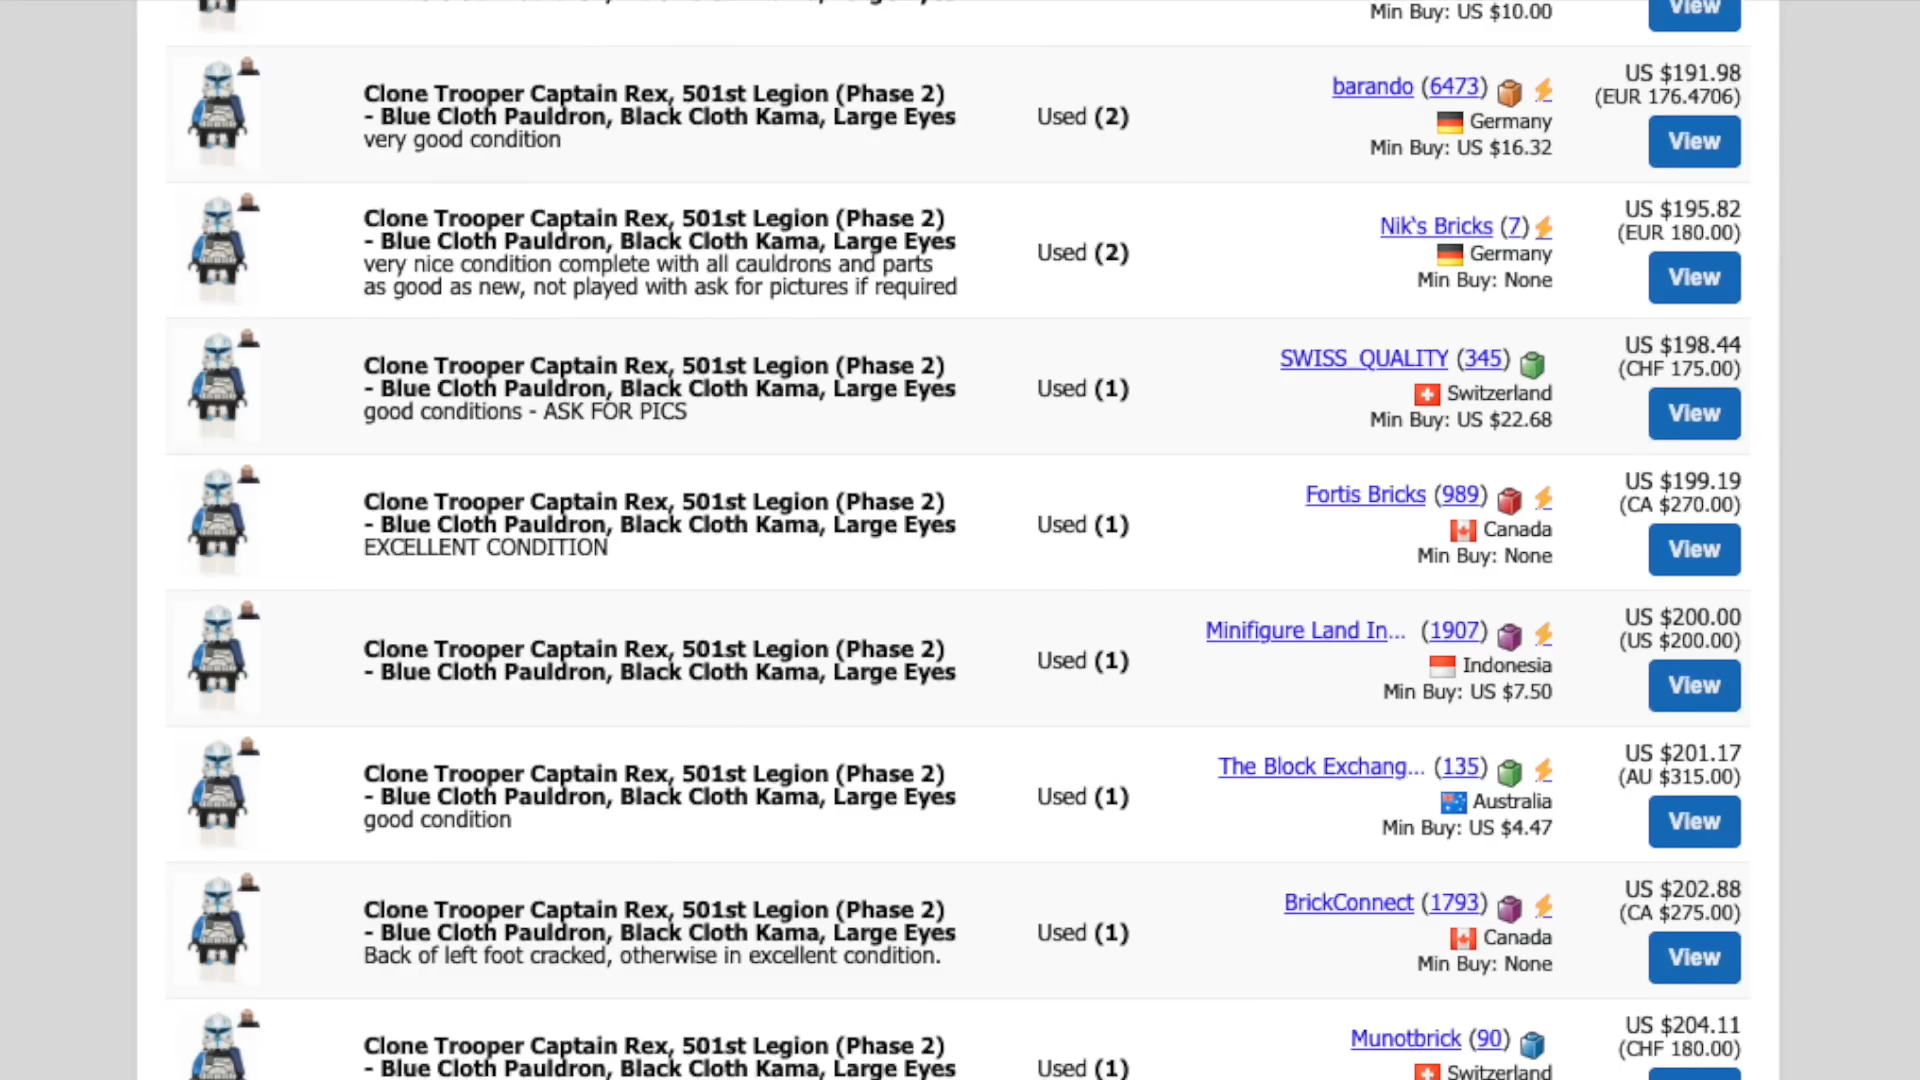 Min Buy: US $10.00
View
Clone Trooper Captain Rex, 501st Legion (Phase 2)
- Blue Cloth Pauldron, Black Cloth Kama, Large Eyes
very good condition
Used (2)
barando (6473)
Germany
Min Buy: US $16.32
US $191.98
(EUR 176.4706)
View
Clone Trooper Captain Rex, 501st Legion (Phase 2)
- Blue Cloth Pauldron, Black Cloth Kama, Large Eyes
very nice condition complete with all cauldrons and parts
as good as new, not played with ask for pictures if required
Used (2)
Nik's Bricks (7)
Germany
Min Buy: None
US $195.82
(EUR 180.00)
View
Clone Trooper Captain Rex, 501st Legion (Phase 2)
- Blue Cloth Pauldron, Black Cloth Kama, Large Eyes
good conditions - ASK FOR PICS
Used (1)
SWISS_QUALITY (345)
Switzerland
Min Buy: US $22.68
US $198.44
(CHF 175.00)
View
Clone Trooper Captain Rex, 501st Legion (Phase 2)
- Blue Cloth Pauldron, Black Cloth Kama, Large Eyes
EXCELLENT CONDITION
Used (1)
Fortis Bricks (989)
Canada
Min Buy: None
US $199.19
(CA $270.00)
View
Clone Trooper Captain Rex, 501st Legion (Phase 2)
- Blue Cloth Pauldron, Black Cloth Kama, Large Eyes
Used (1)
Minifigure Land In... (1907)
Indonesia
Min Buy: US $7.50
US $200.00
(US $200.00)
View
Clone Trooper Captain Rex, 501st Legion (Phase 2)
- Blue Cloth Pauldron, Black Cloth Kama, Large Eyes
good condition
Used (1)
The Block Exchang... (135)
Australia
Min Buy: US $4.47
US $201.17
(AU $315.00)
View
Clone Trooper Captain Rex, 501st Legion (Phase 2)
- Blue Cloth Pauldron, Black Cloth Kama, Large Eyes
Back of left foot cracked, otherwise in excellent condition.
Used (1)
BrickConnect (1793)
Canada
Min Buy: None
US $202.88
(CA $275.00)
View
Clone Trooper Captain Rex, 501st Legion (Phase 2)
- Blue Cloth Pauldron, Black Cloth Kama, Large Eyes
Used (1)
Munotbrick (90)
Switzerland
US $204.11
(CHF 180.00)